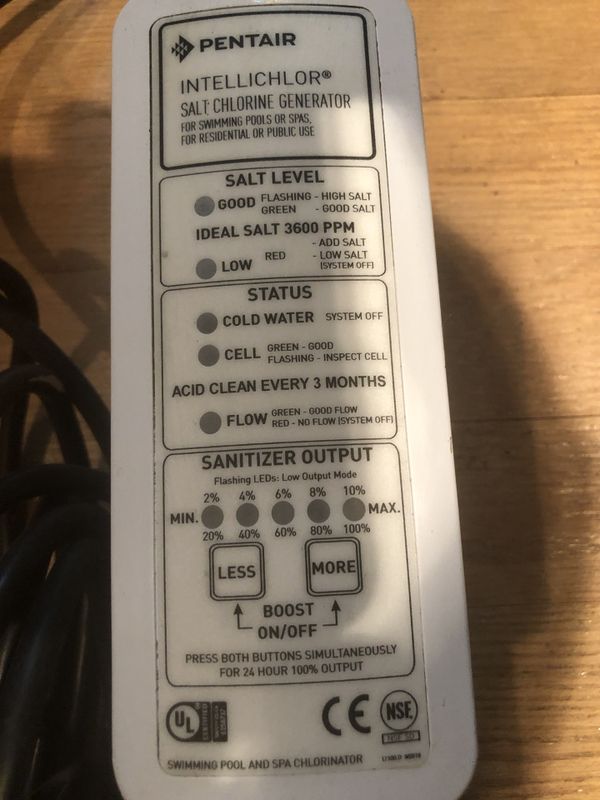 PENTAIR
INTELLICHLOR®
SALT CHLORINE GENERATOR
FOR SWIMMING POOLS OR SPAS,
FOR RESIDENTIAL OR PUBLIC USE
SALT LEVEL
GOOD FLASHING - HIGH SALT
GREEN - GOOD SALT
IDEAL SALT 3600 PPM
- ADD SALT
LOW RED - LOW SALT
(SYSTEM OFF)
STATUS
COLD WATER SYSTEM OFF
CELL GREEN - GOOD
FLASHING - INSPECT CELL
ACID CLEAN EVERY 3 MONTHS
FLOW GREEN - GOOD FLOW
RED - NO FLOW (SYSTEM OFF)
SANITIZER OUTPUT
Flashing LEDs: Low Output Mode
2% 4% 6% 8% 10%
MIN. MAX.
20% 40% 60% 80% 100%
LESS MORE
BOOST
ON/OFF
PRESS BOTH BUTTONS SIMULTANEOUSLY
FOR 24 HOUR 100% OUTPUT
UL CERTIFIED CE NSF.
NSF 50
SWIMMING POOL AND SPA CHLORINATOR